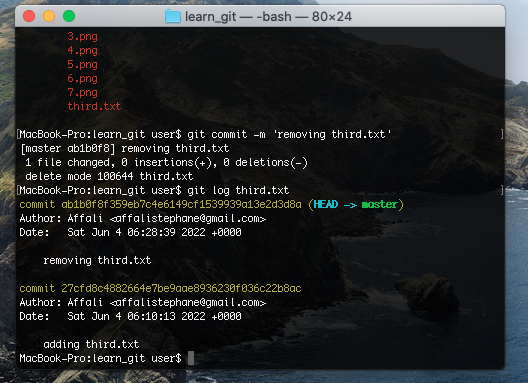 learn_git — -bash — 80×24
3.png
4.png
5.png
6.png
7.png
third.txt
[MacBook-Pro:learn_git user$ git commit -m 'removing third.txt' ]
[master ab1b0f8] removing third.txt
1 file changed, 0 insertions(+), 0 deletions(-)
delete mode 100644 third.txt
[MacBook-Pro:learn_git user$ git log third.txt ]
commit ab1b0f8f359eb7c4e6149cf1539939a13e2d3d8a (HEAD -> master)
Author: Affali <affalistephane@gmail.com>
Date: Sat Jun 4 06:28:39 2022 +0000
removing third.txt
commit 27cfd8c4882664e7be9aae8936230f036c22b8ac
Author: Affali <affalistephane@gmail.com>
Date: Sat Jun 4 06:10:13 2022 +0000
adding third.txt
MacBook-Pro:learn_git user$